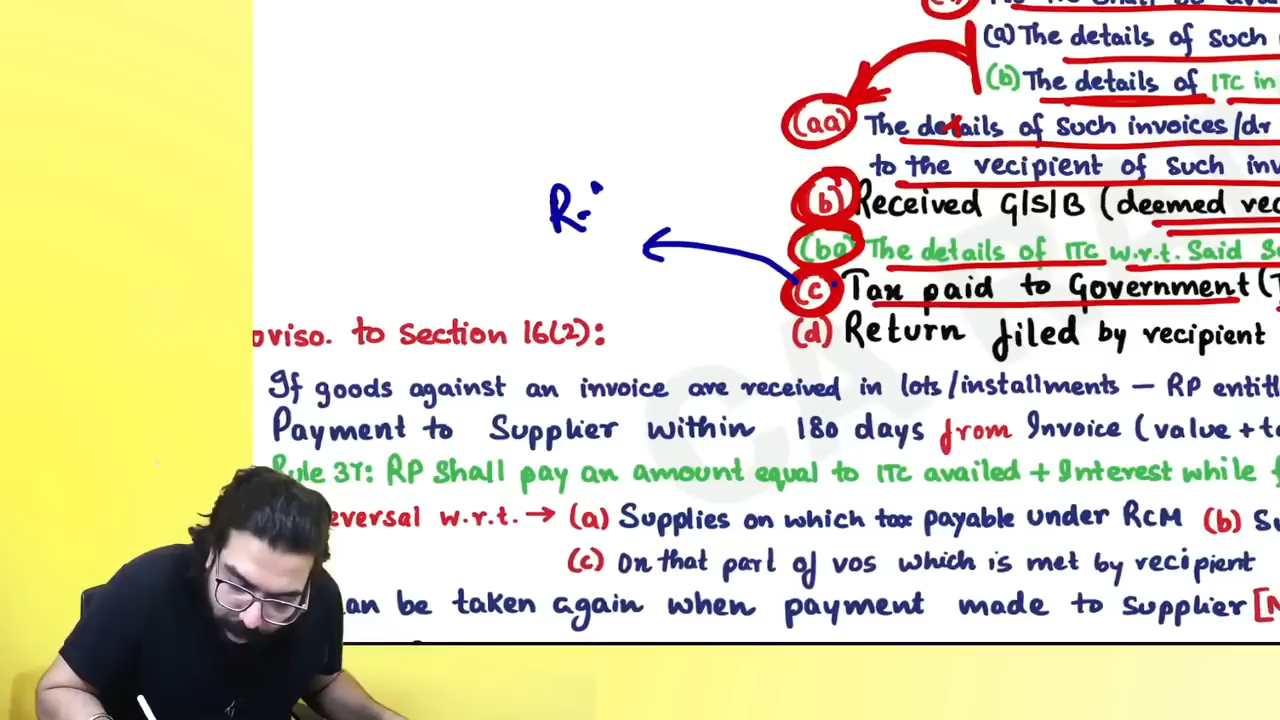 (a) The details of such
(b) The details of ITC in
(aa) The details of such invoices/dr
to the recipient of such inv
(b) Received G/S/B (deemed rec
(ba) The details of ITC w.r.t. Said S
(c) Tax paid to Government (
(d) Return filed by recipient
oviso. to section 16(2):
If goods against an invoice are received in lots/installments — RP entitl
Payment to Supplier within 180 days from Invoice (value + ta
Rule 37: RP Shall pay an amount equal to ITC availed + Interest while f
eversal w.r.t. → (a) Supplies on which tax payable under RCM (b) Su
(c) On that part of vos which is met by recipient
an be taken again when payment made to supplier [N